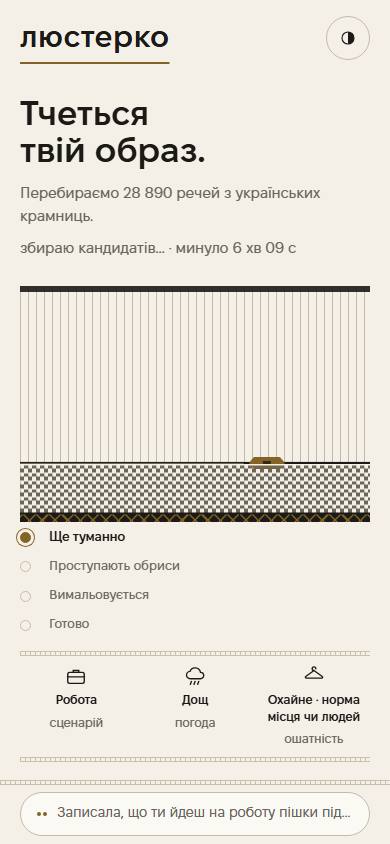 люстерко
Тчеться
твій образ.
Перебираємо 28 890 речей з українських
крамниць.
збираю кандидатів... · минуло 6 хв 09 с
Ще туманно
Проступають обриси
Вимальовується
Готово
Робота
сценарій
Дощ
погода
Охайне · норма
місця чи людей
ошатність
Записала, що ти йдеш на роботу пішки під...